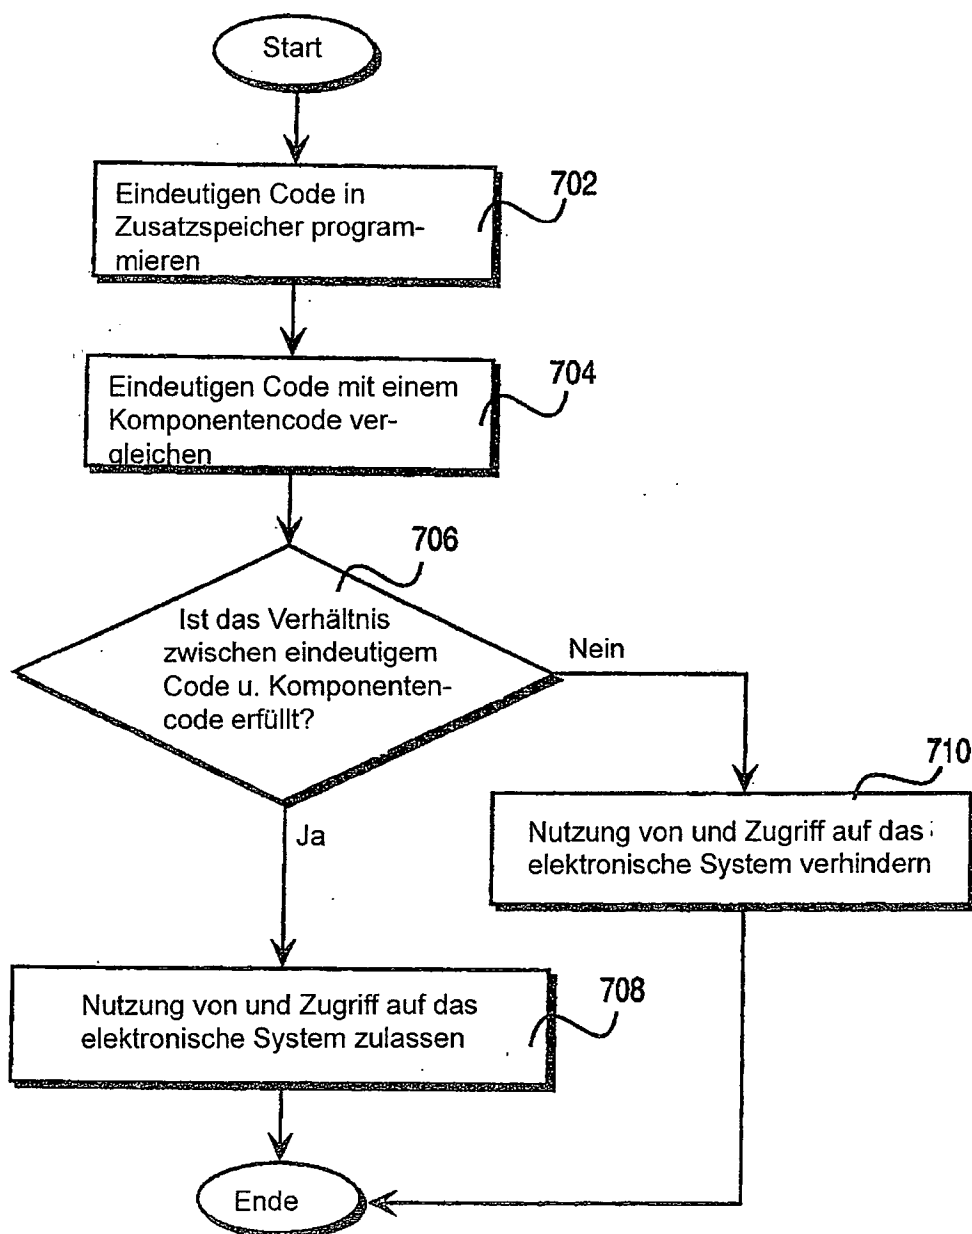 Start
702
Eindeutigen Code in
Zusatzspeicher program-
mieren
704
Eindeutigen Code mit einem
Komponentencode ver-
gleichen
706
Ist das Verhältnis
zwischen eindeutigem
Code u. Komponenten-
code erfüllt?
Nein
710
Nutzung von und Zugriff auf das
elektronische System verhindern
Ja
708
Nutzung von und Zugriff auf das
elektronische System zulassen
Ende